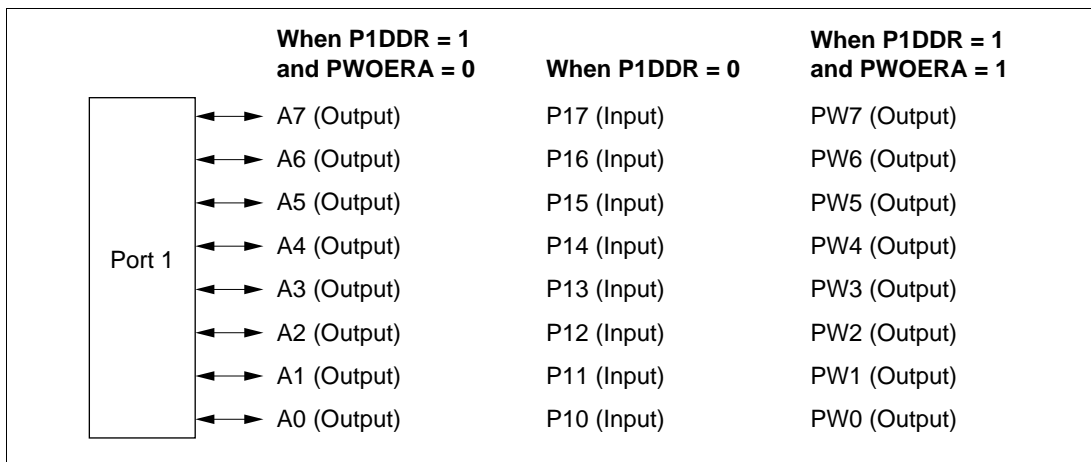 When P1DDR = 1
and PWOERA = 0
When P1DDR = 0
When P1DDR = 1
and PWOERA = 1
Port 1
A7 (Output) P17 (Input) PW7 (Output)
A6 (Output) P16 (Input) PW6 (Output)
A5 (Output) P15 (Input) PW5 (Output)
A4 (Output) P14 (Input) PW4 (Output)
A3 (Output) P13 (Input) PW3 (Output)
A2 (Output) P12 (Input) PW2 (Output)
A1 (Output) P11 (Input) PW1 (Output)
A0 (Output) P10 (Input) PW0 (Output)